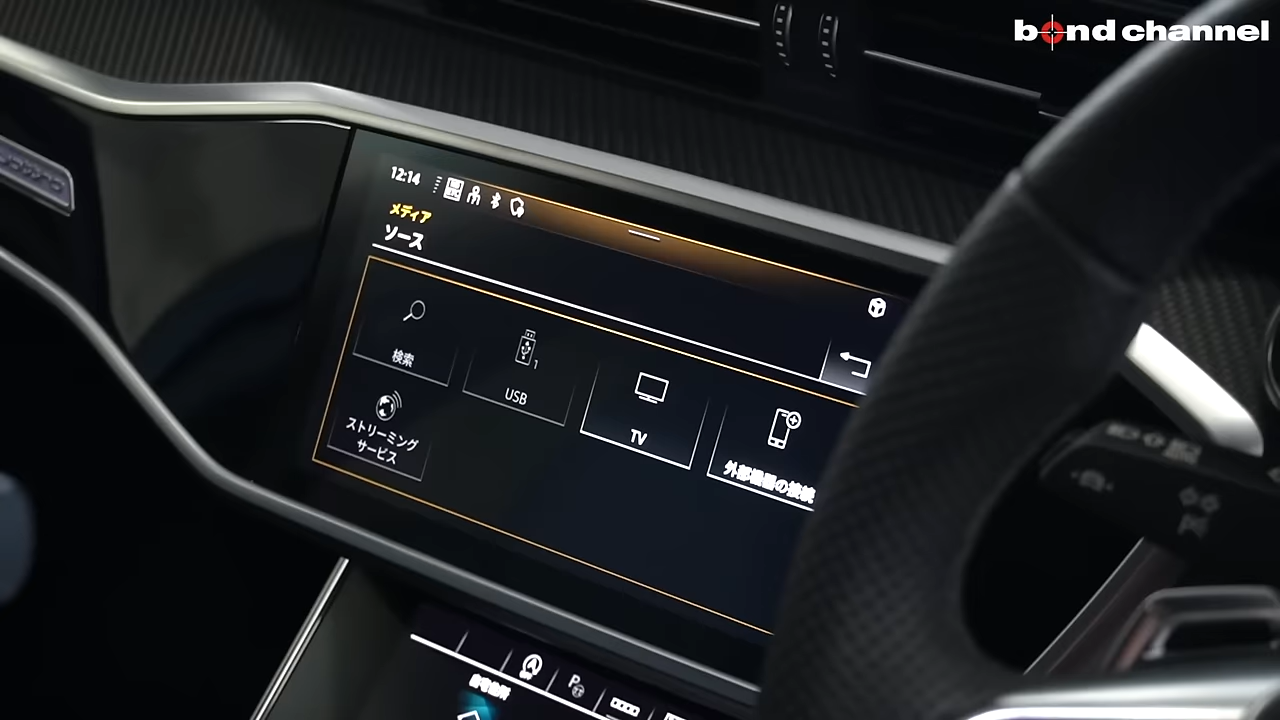 bond channel
12:14
メディア
ソース
検索
1
USB
TV
外部機器の接続
ストリーミング
サービス
P